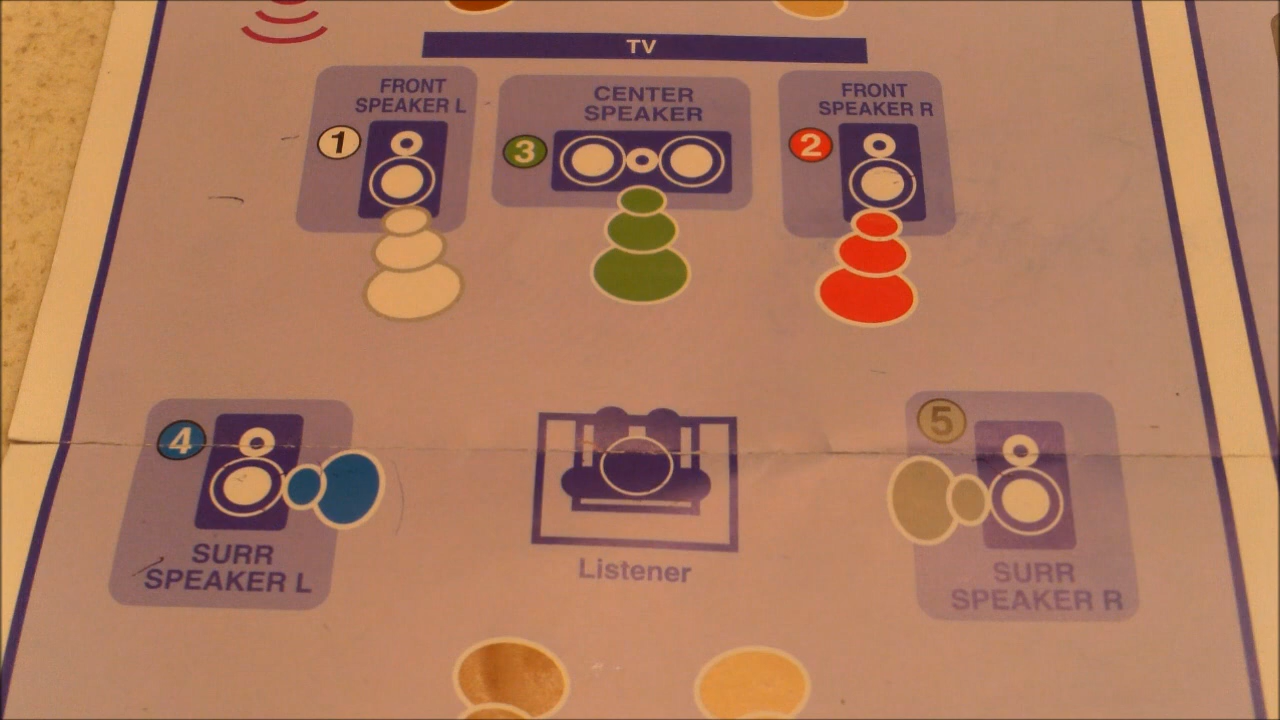 TV
FRONT
SPEAKER L
1
CENTER
SPEAKER
3
FRONT
SPEAKER R
2
4
SURR
SPEAKER L
Listener
5
SURR
SPEAKER R